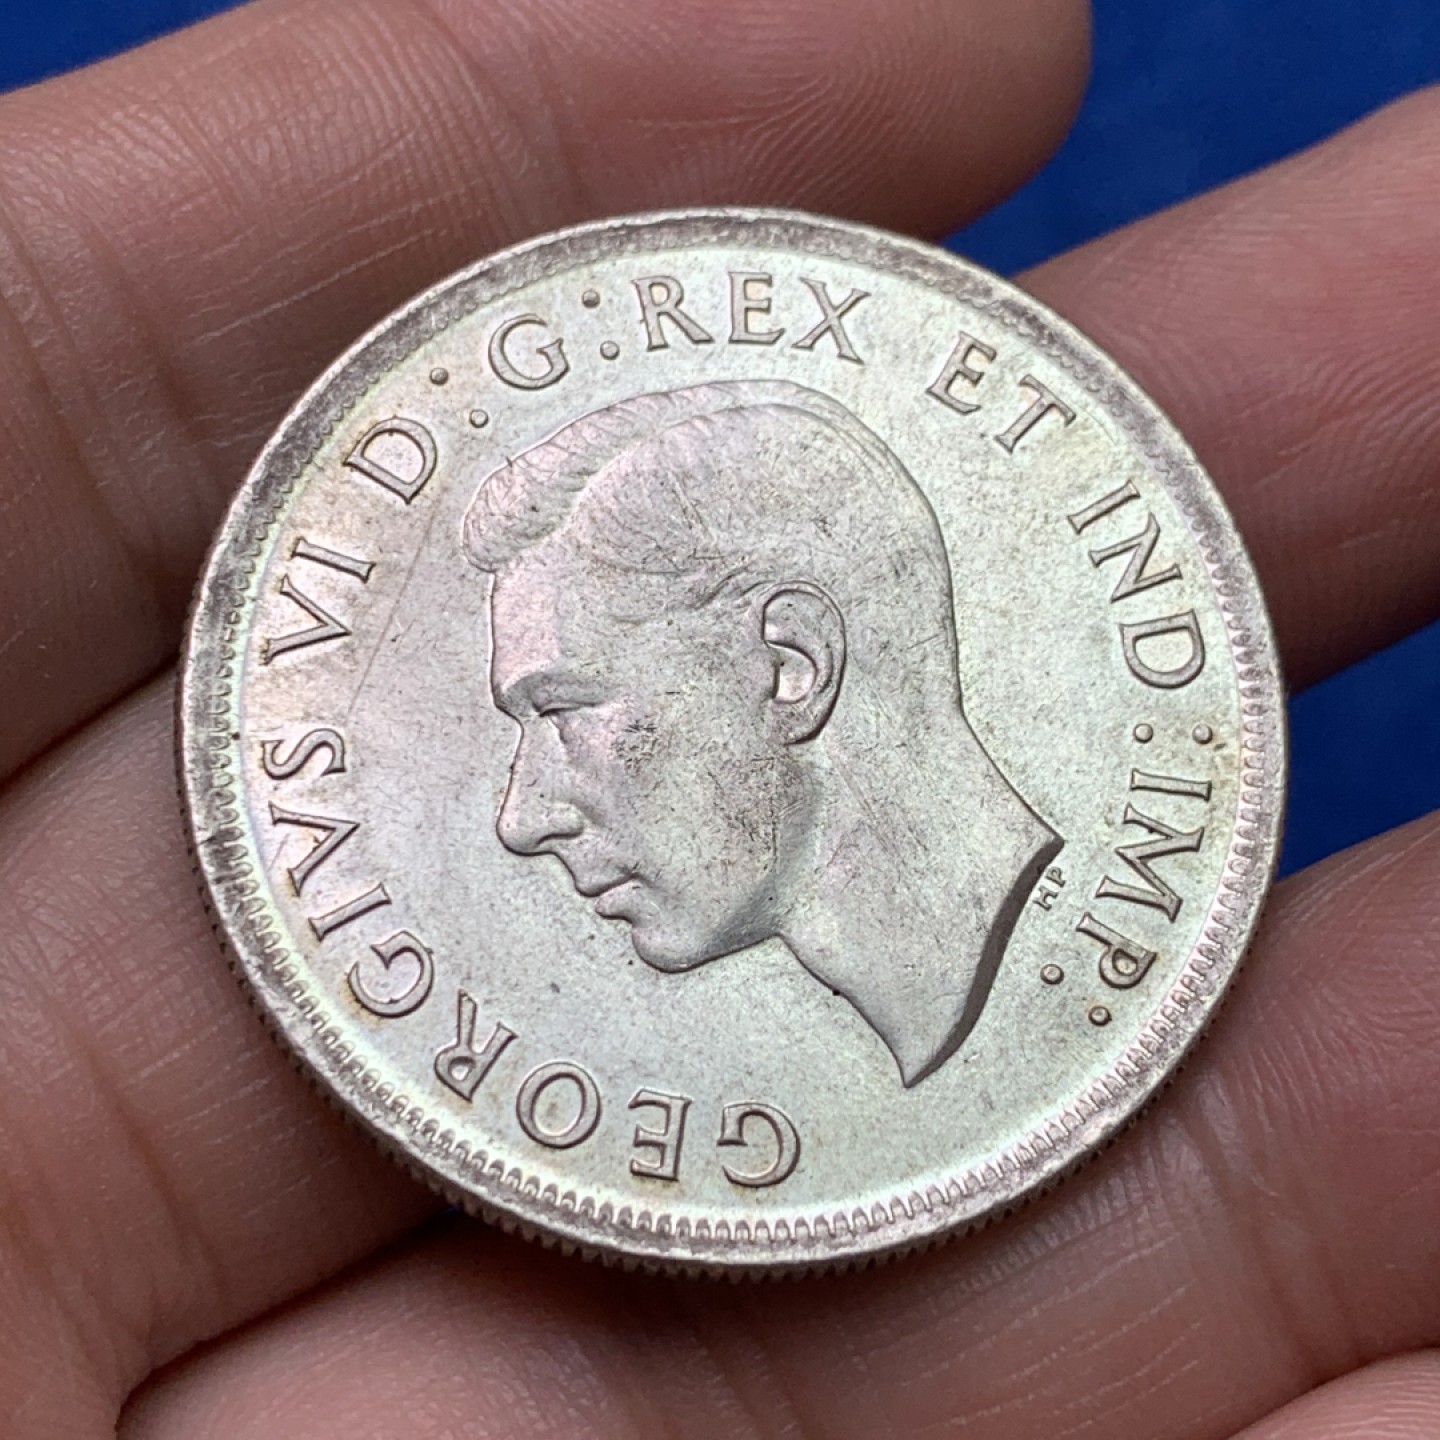 GEORGIVS VI D:G:REX ET IND:IMP:
HP